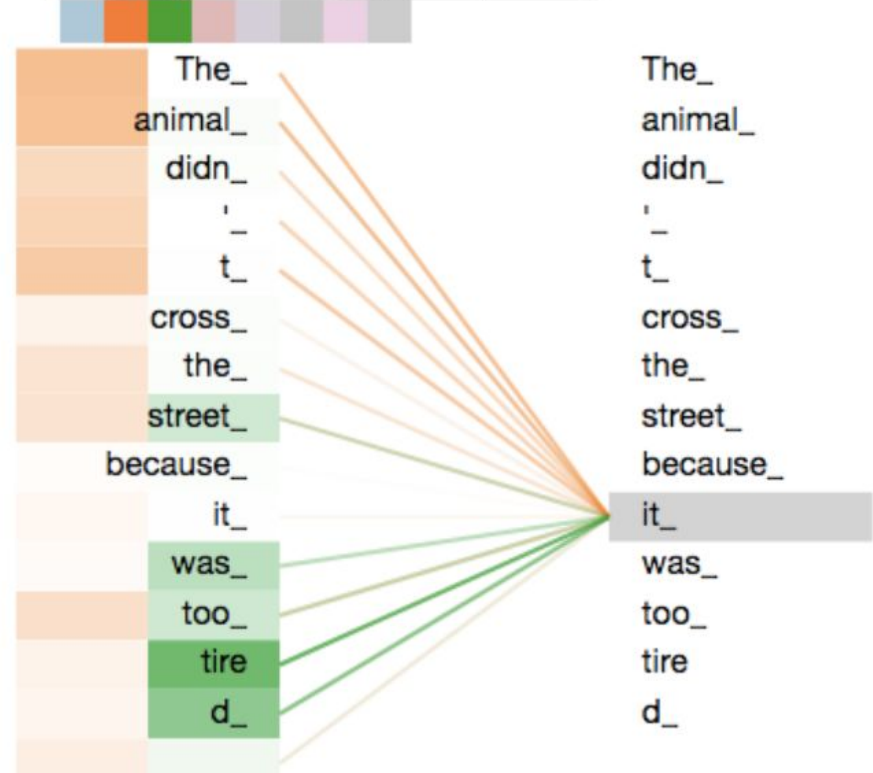 The_ The_
animal_ animal_
didn_ didn_
'_ '_
t_ t_
cross_ cross_
the_ the_
street_ street_
because_ because_
it_ it_
was_ was_
too_ too_
tire tire
d_ d_